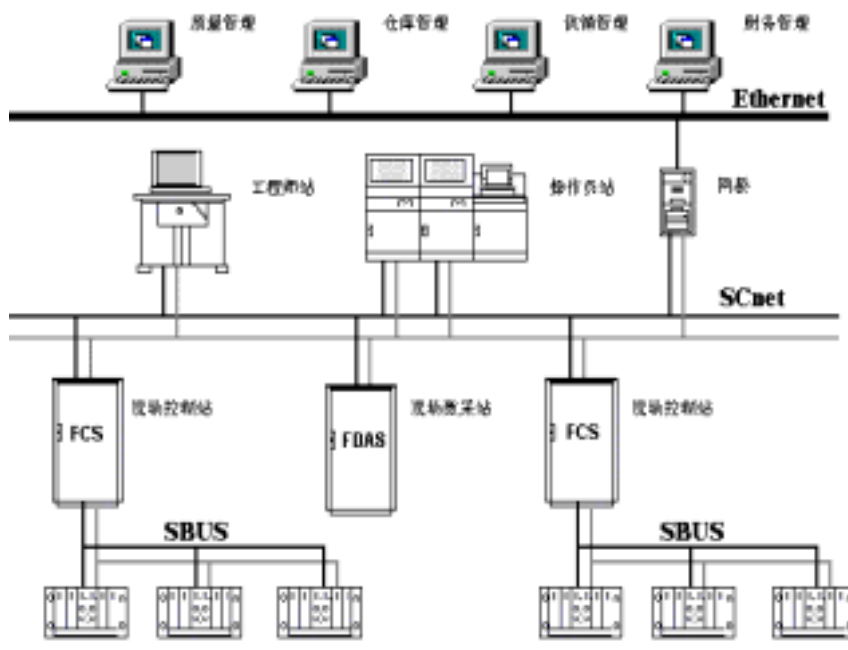 质量管理
仓库管理
供销管理
财务管理
Ethernet
工程师站
操作员站
网桥
SCnet
现场控制站
现场数采站
现场控制站
FCS
FDAS
FCS
SBUS
SBUS